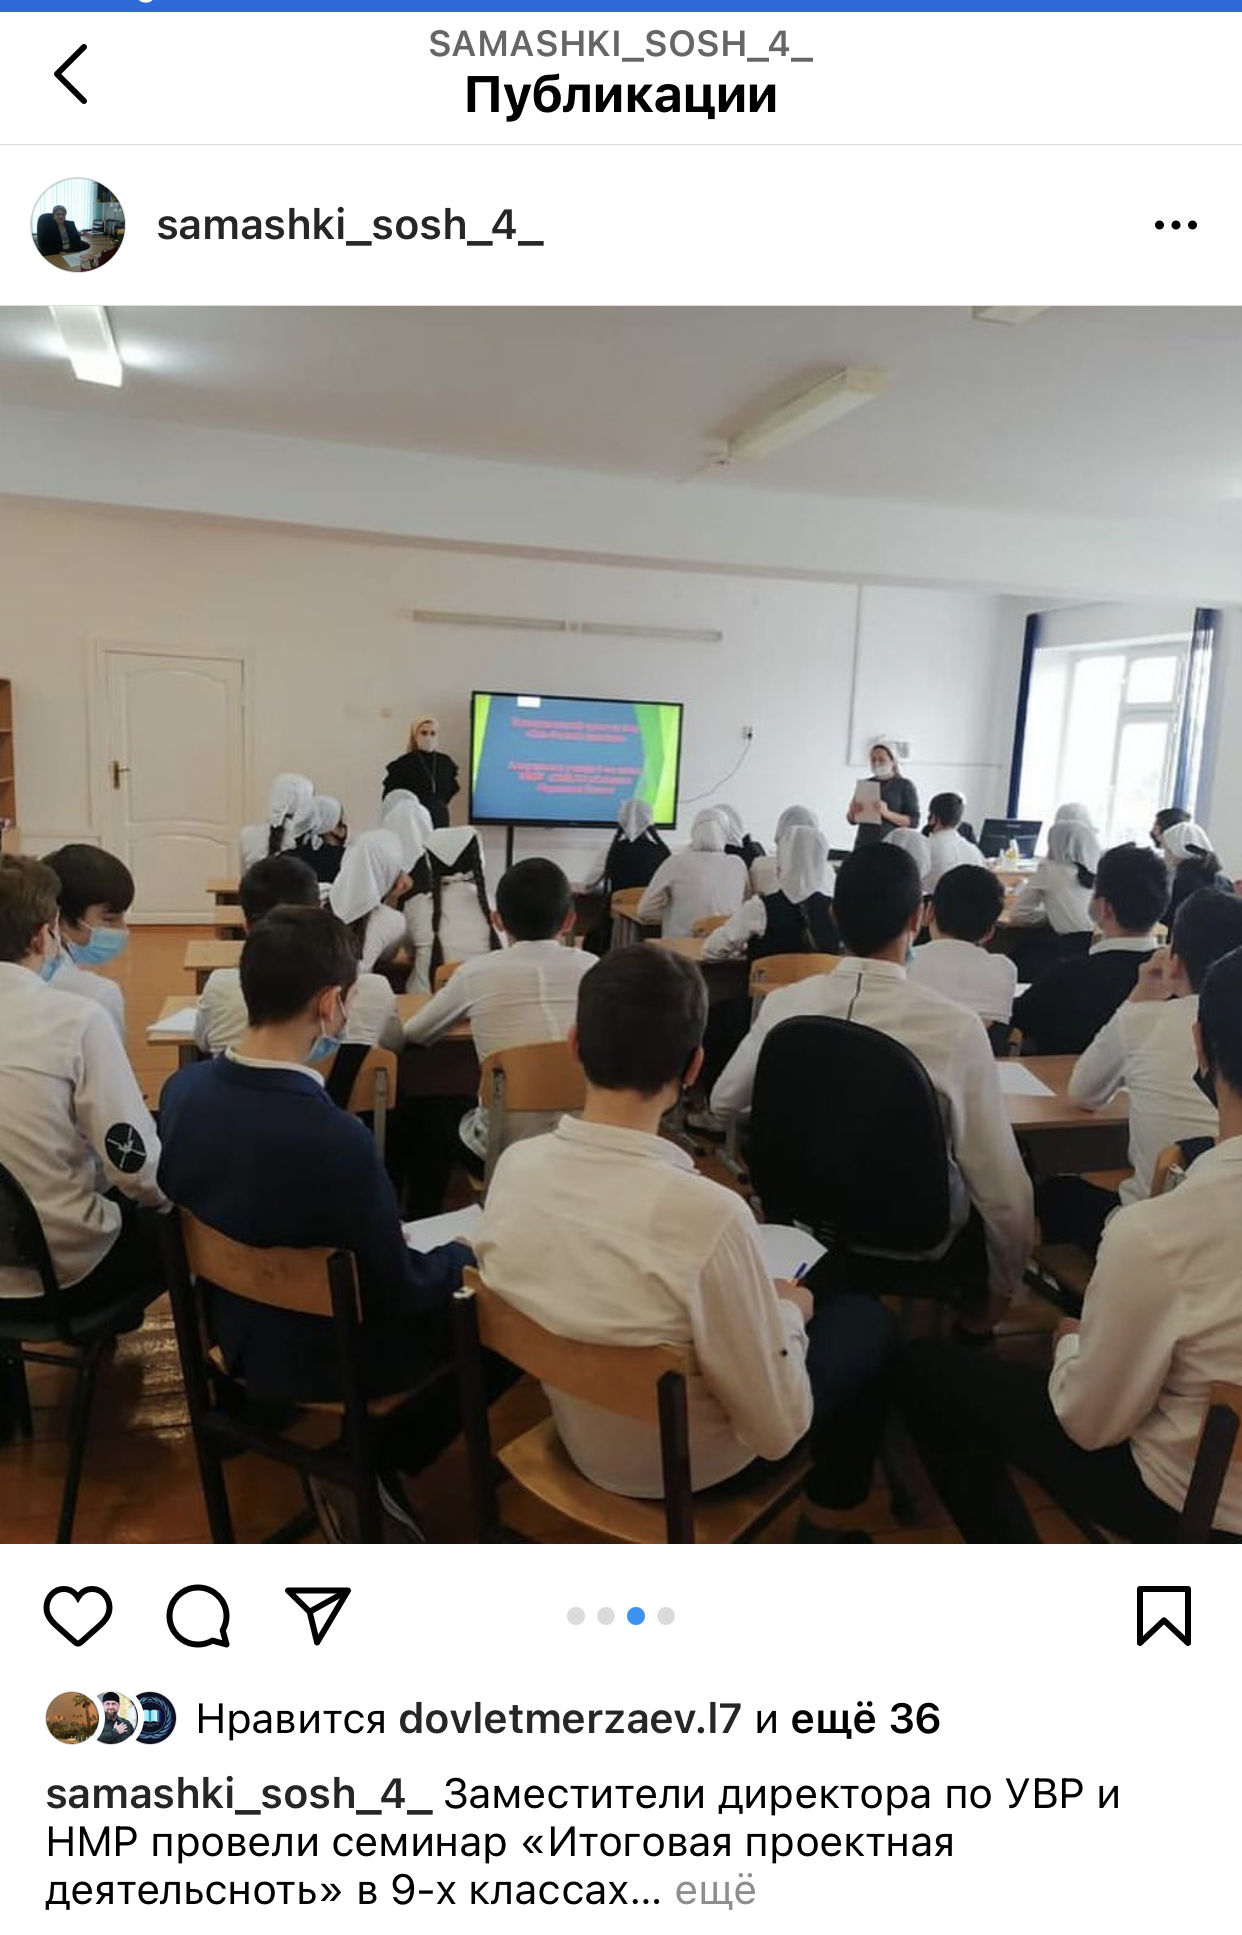 SAMASHKI_SOSH_4_
Публикации
samashki_sosh_4_
Нравится dovletmerzaev.l7 и ещё 36
samashki_sosh_4_ Заместители директора по УВР и
НМР провели семинар «Итоговая проектная
деятельсноть» в 9-х классах... ещё